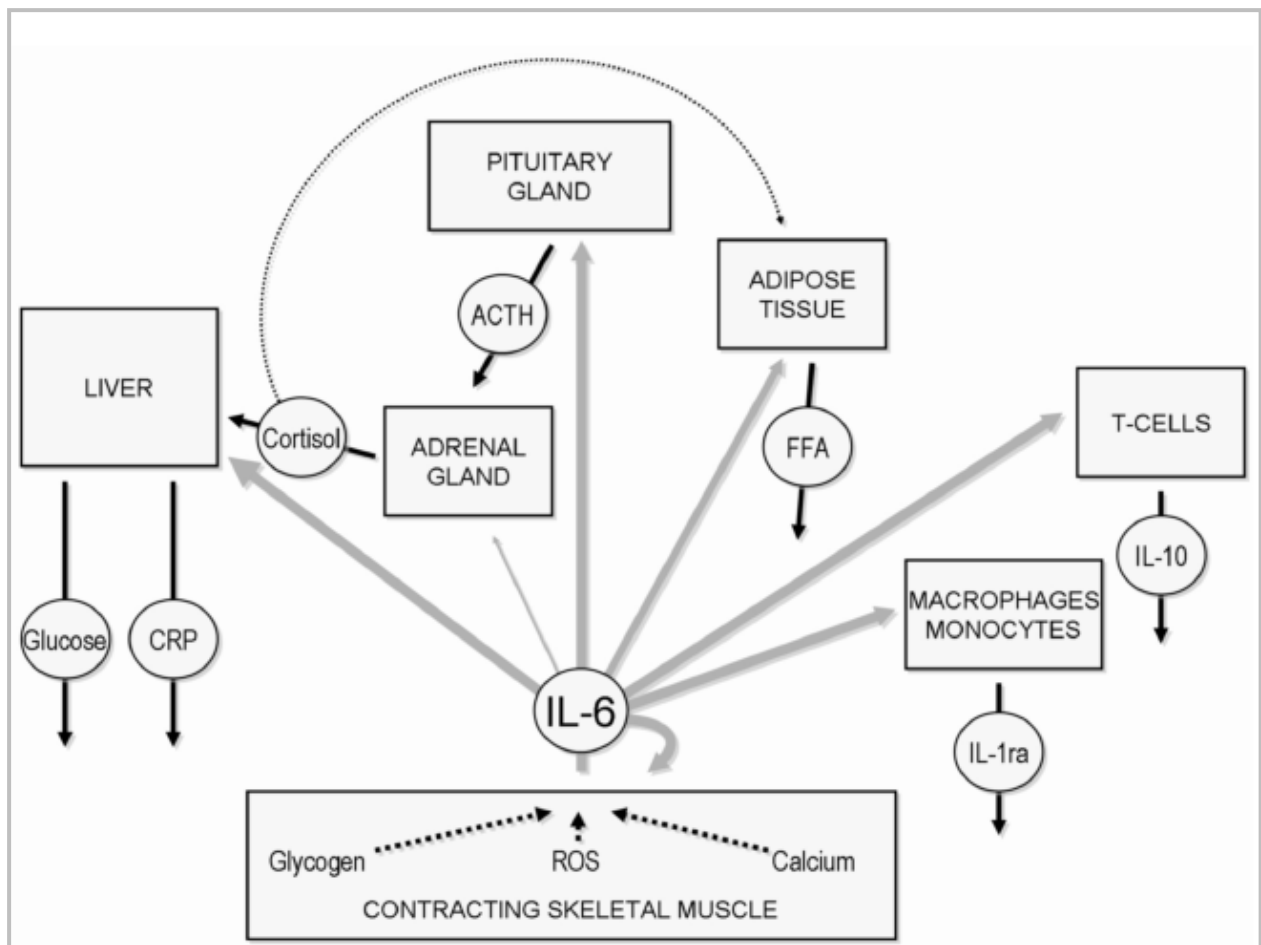 PITUITARY
GLAND
ADIPOSE
TISSUE
ACTH
LIVER
Cortisol
ADRENAL
GLAND
FFA
T-CELLS
IL-10
MACROPHAGES
MONOCYTES
Glucose
CRP
IL-6
IL-1ra
Glycogen
ROS
Calcium
CONTRACTING SKELETAL MUSCLE